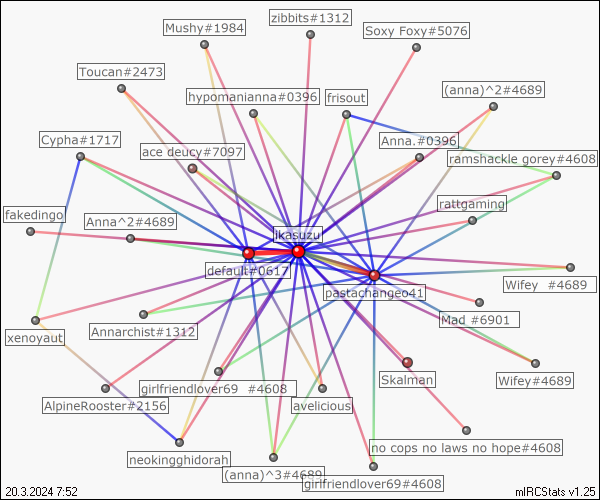 zibbits#1312
Mushy#1984
Soxy Foxy#5076
Toucan#2473
(anna)^2#4689
hypomanianna#0396
frisout
Cypha#1717
Anna.#0396
ace deucy#7097
ramshackle gorey#4608
rattgaming
fakedingo
Anna^2#4689
ikasuzu
default#0617
Wifey #4689
pastachangeo41
Mad #6901
Annarchist#1312
xenoyaut
Skalman
Wifey#4689
girlfriendlover69 #4608
AlpineRooster#2156
avelicious
no cops no laws no hope#4608
neokingghidorah
(anna)^3#4689
girlfriendlover69#4608
20.3.2024 7:52
mIRCStats v1.25